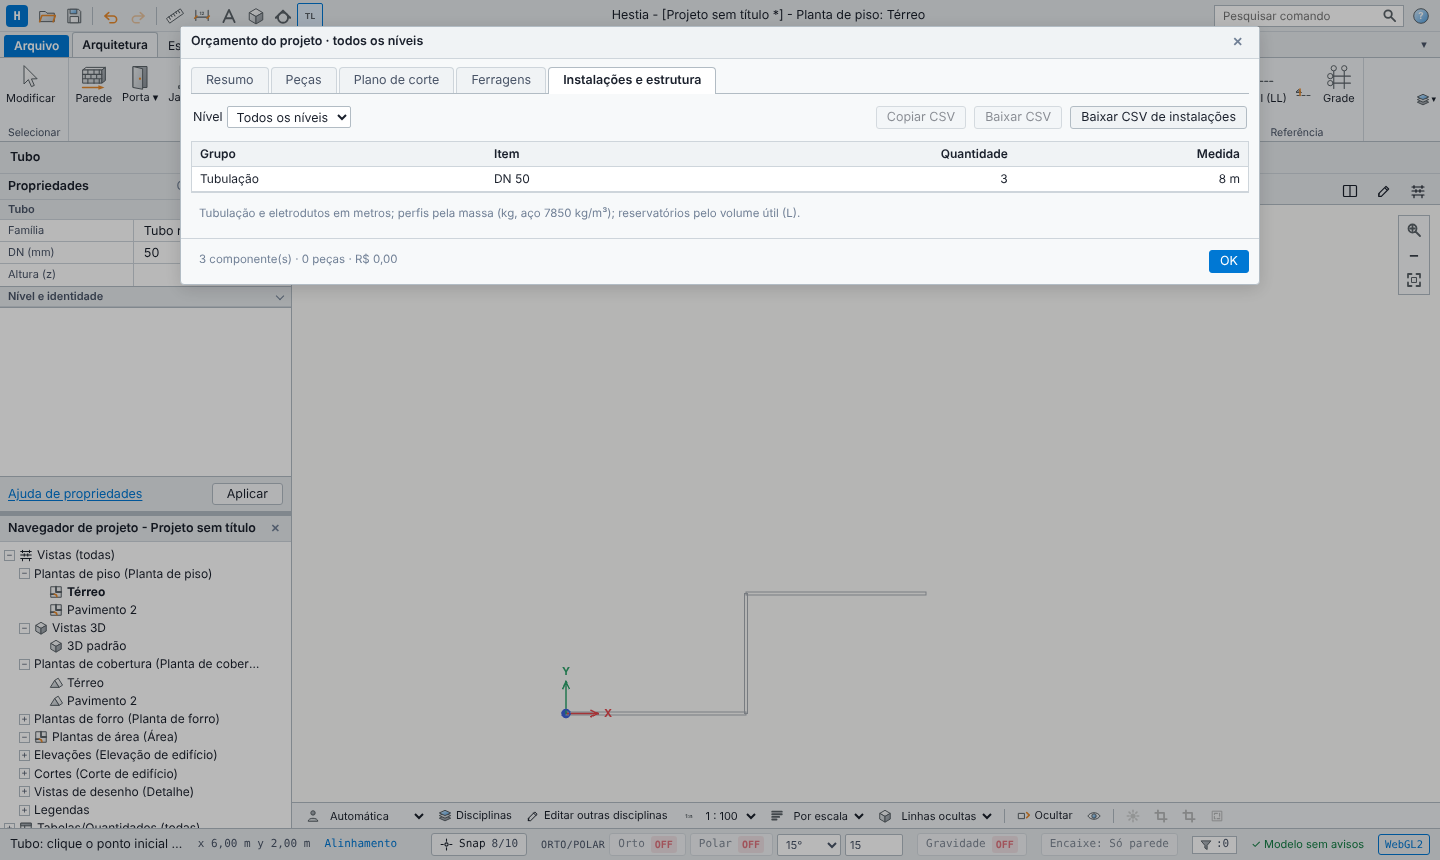 H
TL
Hestia - [Projeto sem título *] - Planta de piso: Térreo
Pesquisar comando
?
Arquivo
Arquitetura
Modificar
Parede
Porta ▾
Selecionar
(LL)
Grade
Referência
Orçamento do projeto · todos os níveis
Resumo
Peças
Plano de corte
Ferragens
Instalações e estrutura
Nível
Todos os níveis
Copiar CSV
Baixar CSV
Baixar CSV de instalações
Grupo
Item
Quantidade
Medida
Tubulação
DN 50
3
8 m
Tubulação e eletrodutos em metros; perfis pela massa (kg, aço 7850 kg/m³); reservatórios pelo volume útil (L).
3 componente(s) · 0 peças · R$ 0,00
OK
Tubo
Propriedades
Tubo
Família
Tubo
DN (mm)
50
Altura (z)
Nível e identidade
Ajuda de propriedades
Aplicar
Navegador de projeto - Projeto sem título
Vistas (todas)
Plantas de piso (Planta de piso)
Térreo
Pavimento 2
Vistas 3D
3D padrão
Plantas de cobertura (Planta de cober...
Térreo
Pavimento 2
Plantas de forro (Planta de forro)
Plantas de área (Área)
Elevações (Elevação de edifício)
Cortes (Corte de edifício)
Vistas de desenho (Detalhe)
Legendas
Tabelas/Quantidades (todas)
Y
X
Automática
Disciplinas
Editar outras disciplinas
1 : 100
Por escala
Linhas ocultas
Ocultar
Tubo: clique o ponto inicial ...
x 6,00 m y 2,00 m
Alinhamento
Snap 8/10
ORTO/POLAR
Orto OFF
Polar OFF
15°
15
Gravidade OFF
Encaixe: Só parede
:0
✓ Modelo sem avisos
WebGL2